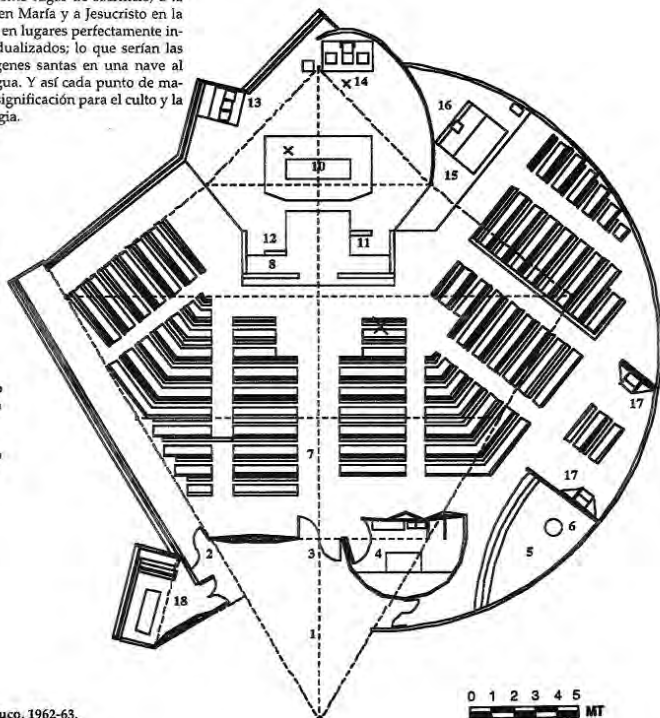 en María y a Jesucristo en la
en lugares perfectamente in-
dualizados; lo que serían las
genes santas en una nave al
gua. Y así cada punto de ma-
significación para el culto y la
gia.
14
13
16
10
15
12
11
8
17
7
17
6
2
3
4
5
18
1
uco, 1962-63.
0 1 2 3 4 5
MT